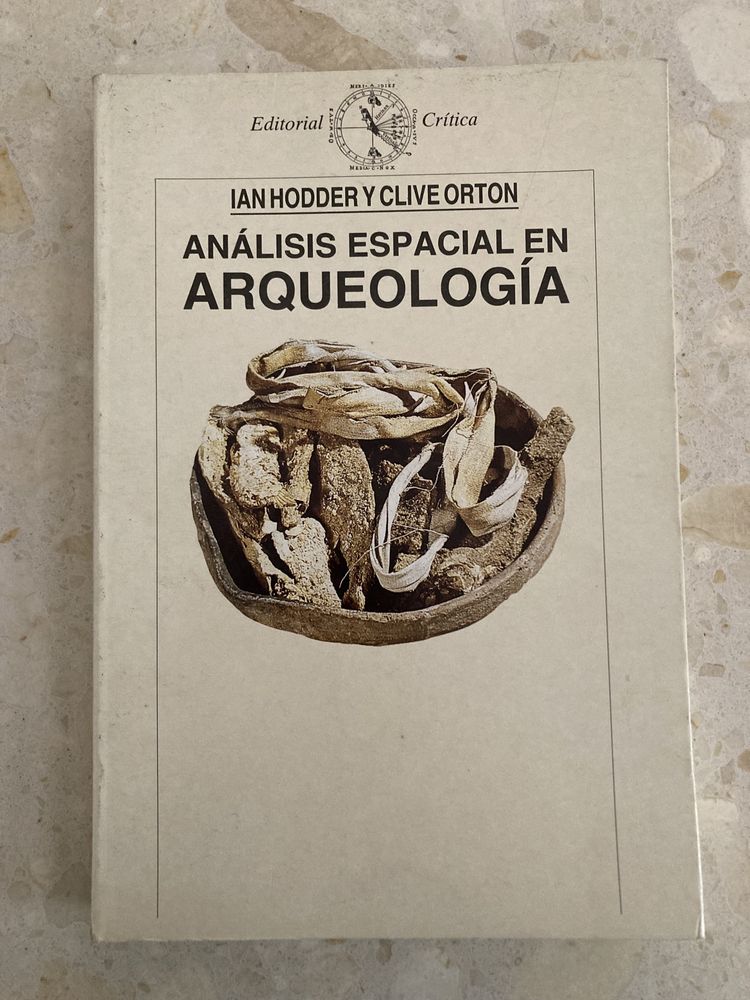 Editorial Crítica
IAN HODDER Y CLIVE ORTON
ANÁLISIS ESPACIAL EN
ARQUEOLOGÍA